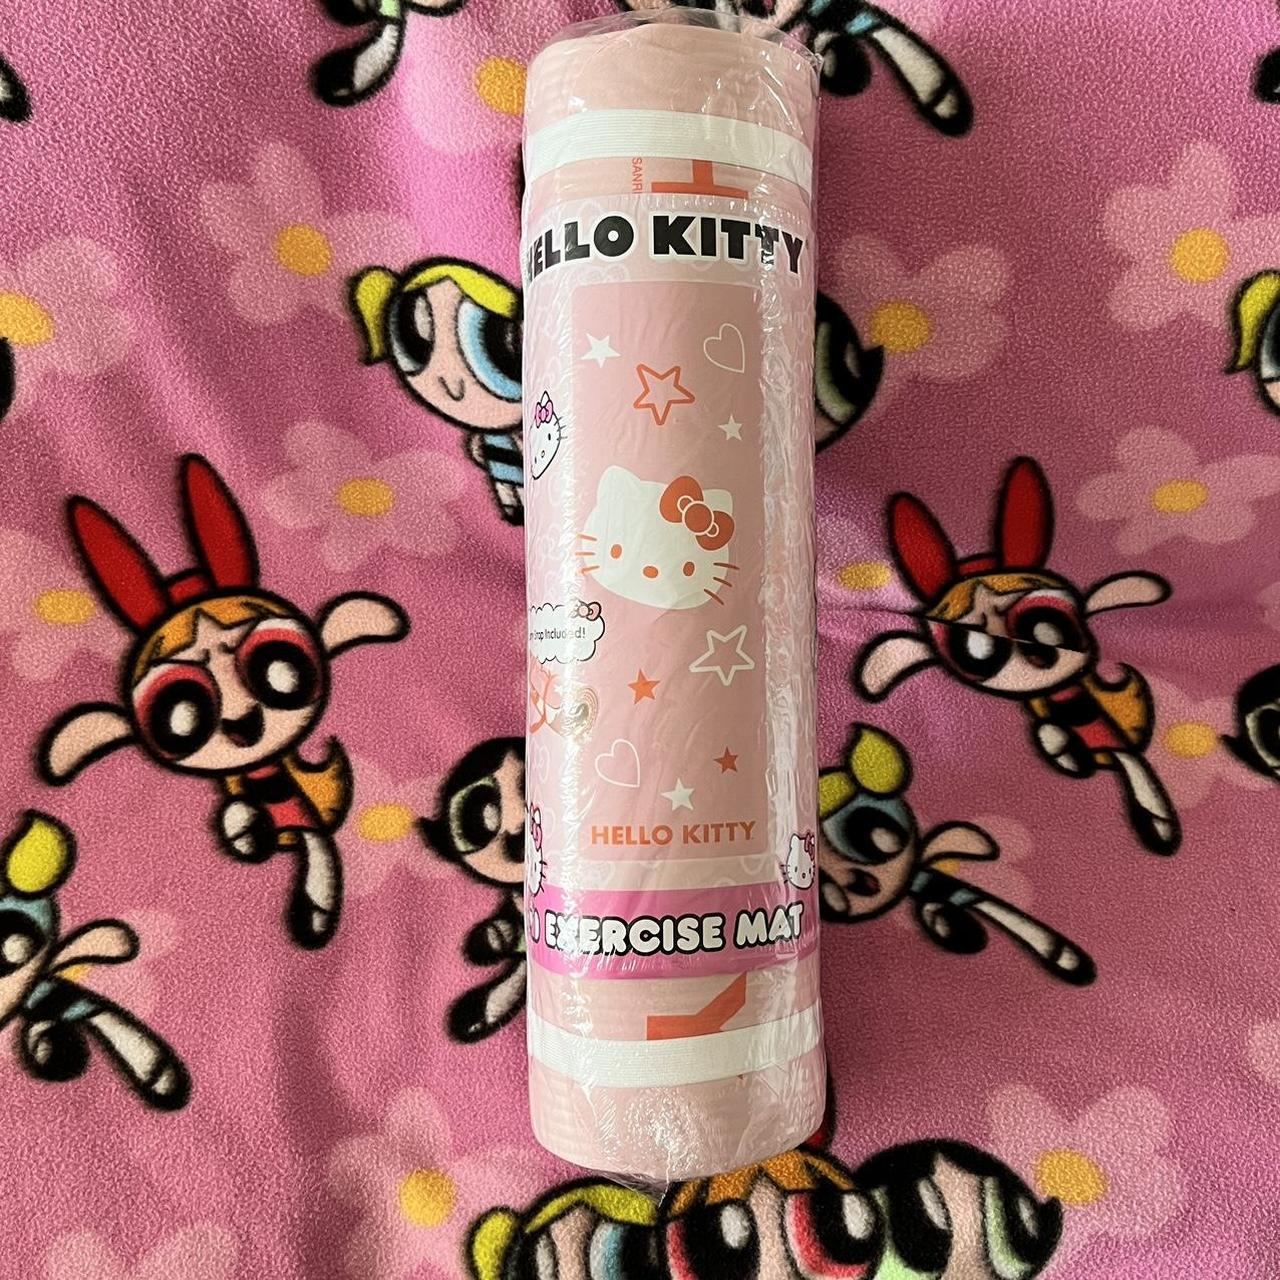 SANRI
HELLO KITTY
Strap Included!
HELLO KITTY
EXERCISE MAT